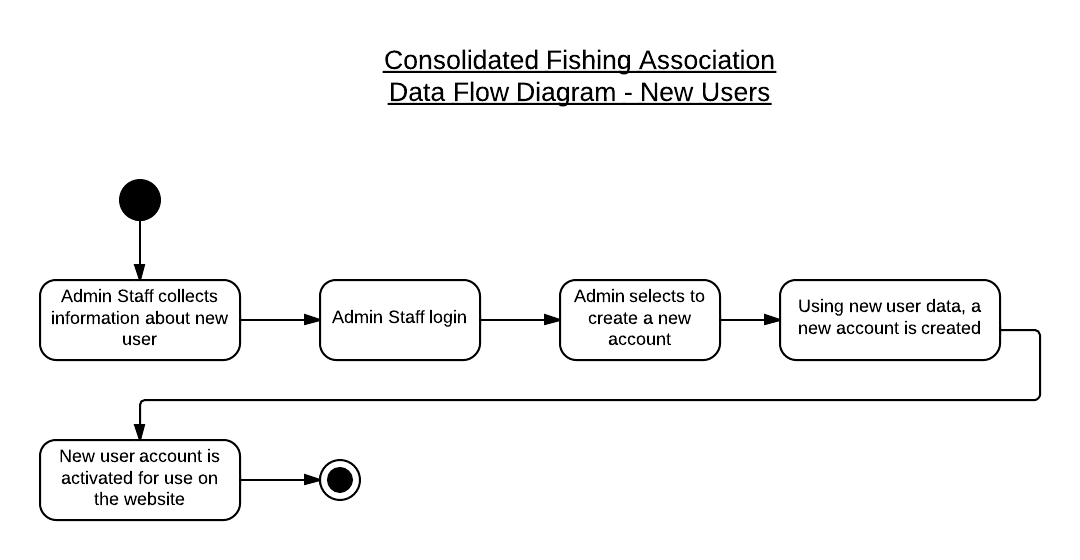 Consolidated Fishing Association
Data Flow Diagram - New Users
Admin Staff collects
information about new
user
Admin Staff login
Admin selects to
create a new
account
Using new user data, a
new account is created
New user account is
activated for use on
the website